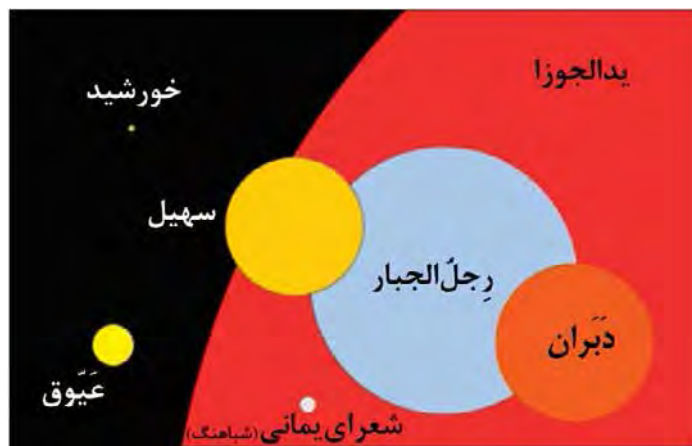 یدالجوزا
خورشید
سهیل
رِجلُ‌الجبار
دَبَران
عَیّوق
شعرای یمانی (شباهنگ)